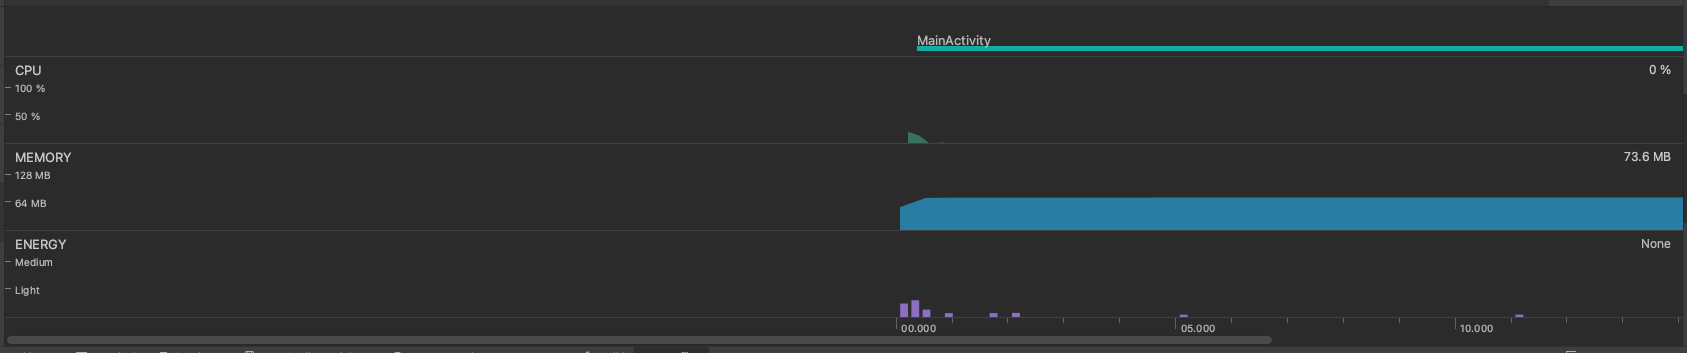 MainActivity
CPU
0 %
100 %
50 %
MEMORY
73.6 MB
128 MB
64 MB
ENERGY
None
Medium
Light
00.000 05.000 10.000